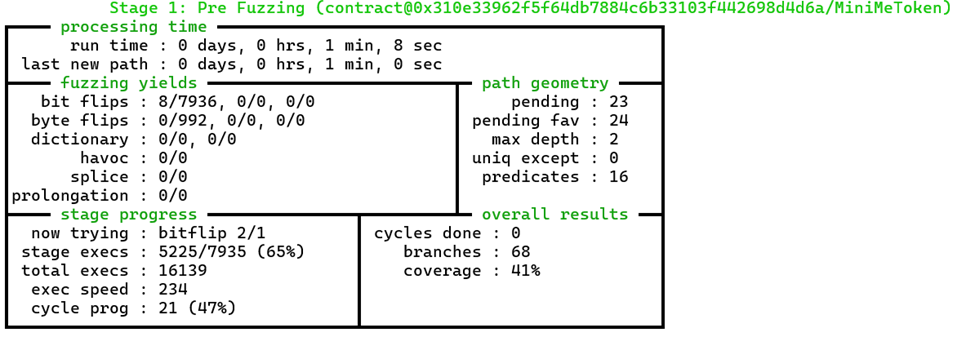 Stage 1: Pre Fuzzing (contract@0x310e33962f5f64db7884c6b33103f442698d4d6a/MiniMeToken)
processing time
run time : 0 days, 0 hrs, 1 min, 8 sec
last new path : 0 days, 0 hrs, 1 min, 0 sec
fuzzing yields
bit flips : 8/7936, 0/0, 0/0
byte flips : 0/992, 0/0, 0/0
dictionary : 0/0, 0/0
havoc : 0/0
splice : 0/0
prolongation : 0/0
path geometry
pending : 23
pending fav : 24
max depth : 2
uniq except : 0
predicates : 16
stage progress
now trying : bitflip 2/1
stage execs : 5225/7935 (65%)
total execs : 16139
exec speed : 234
cycle prog : 21 (47%)
overall results
cycles done : 0
branches : 68
coverage : 41%